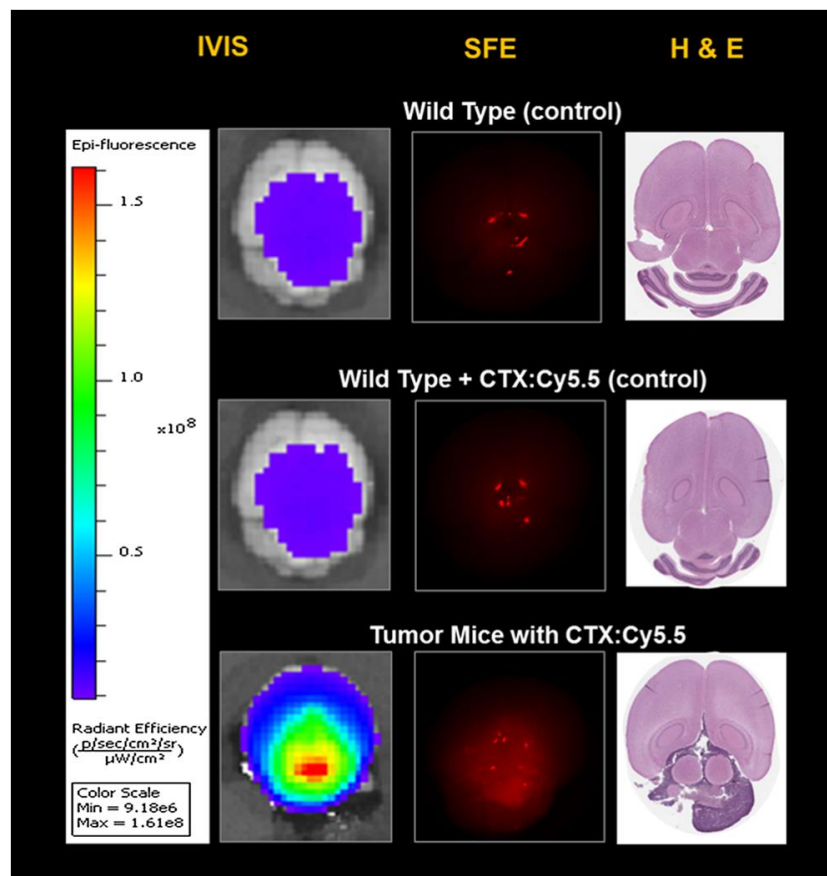 IVIS SFE H & E
Wild Type (control)
Epi-fluorescence
1.5
1.0
x10⁸
0.5
Radiant Efficiency
(p/sec/cm²/sr / µW/cm²)
Color Scale
Min = 9.18e6
Max = 1.61e8
Wild Type + CTX:Cy5.5 (control)
Tumor Mice with CTX:Cy5.5